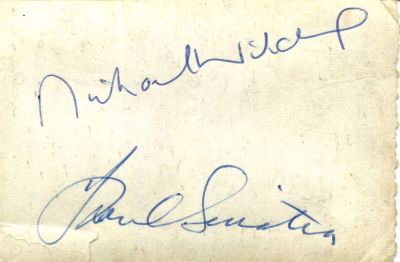 Michael Wilding
Frank Sinatra